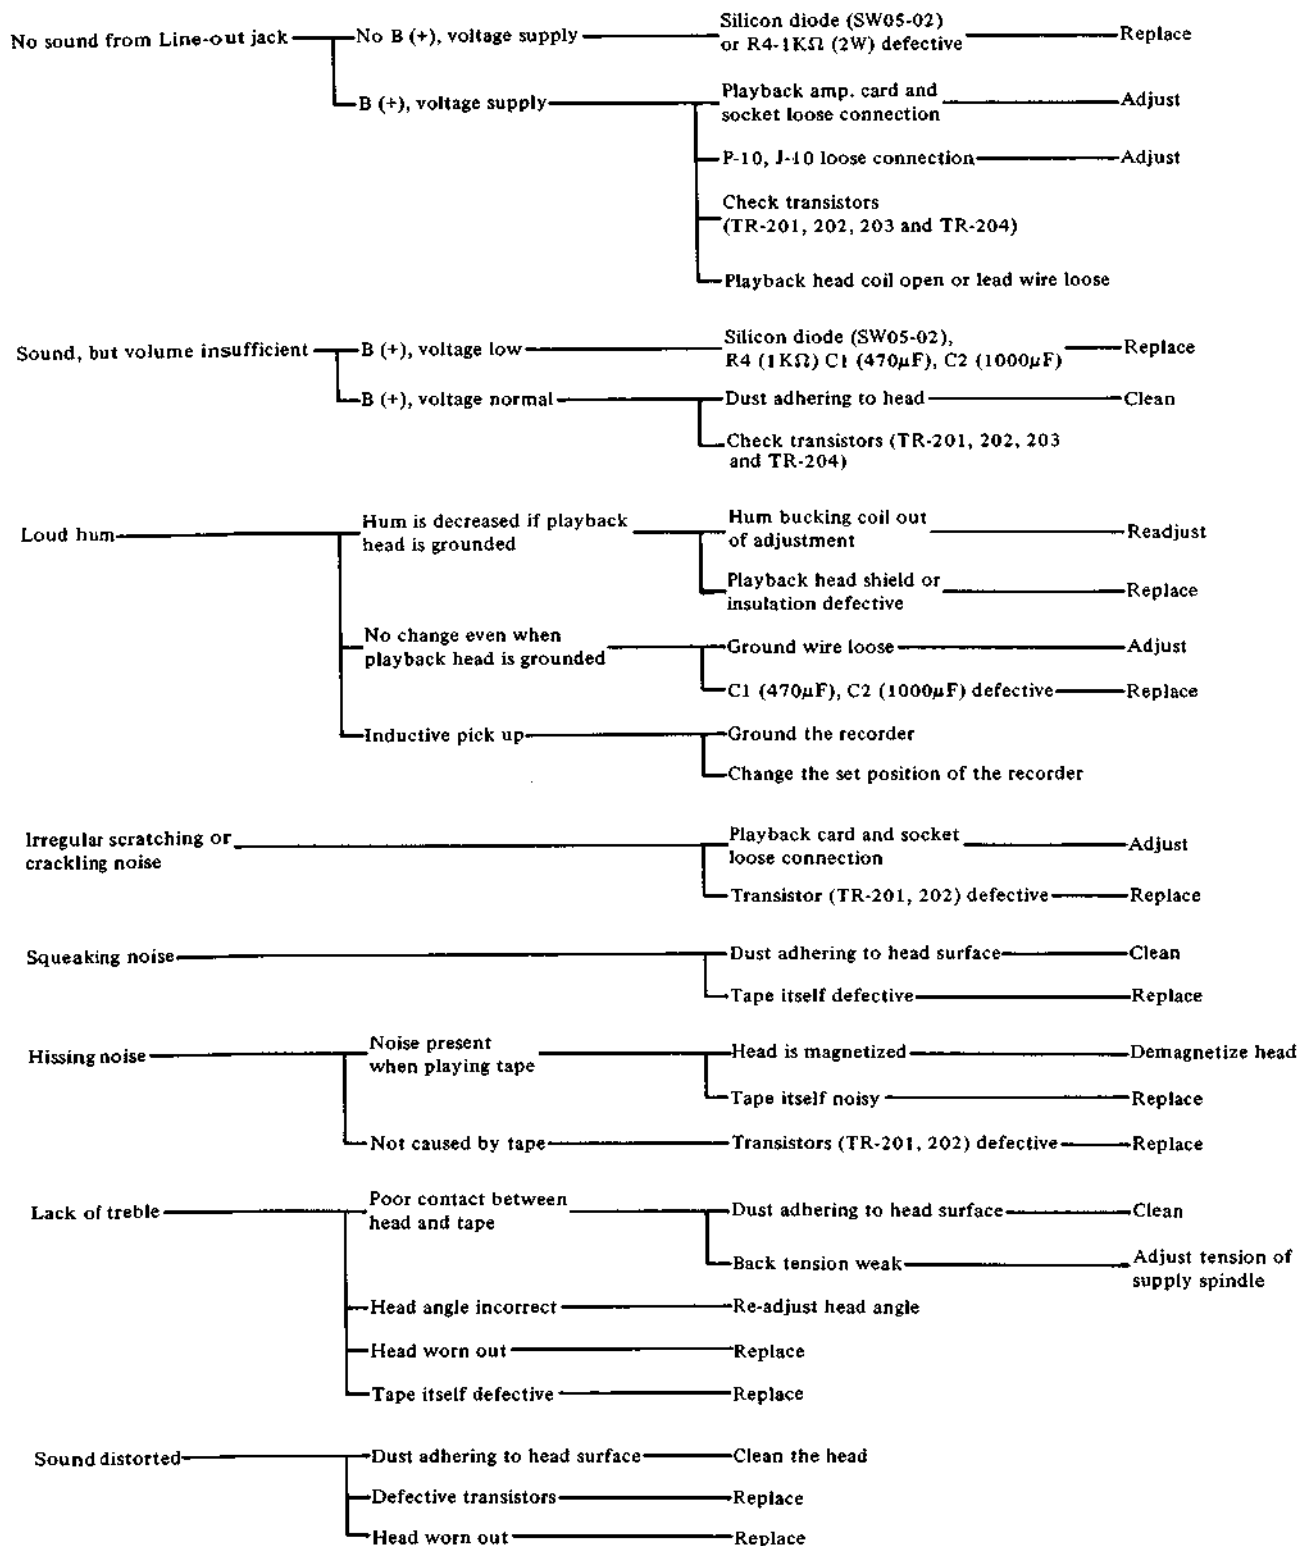 No sound from Line-out jack
No B (+), voltage supply
Silicon diode (SW05-02)
or R4-1KΩ (2W) defective
Replace
B (+), voltage supply
Playback amp. card and
socket loose connection
Adjust
P-10, J-10 loose connection
Adjust
Check transistors
(TR-201, 202, 203 and TR-204)
Playback head coil open or lead wire loose
Sound, but volume insufficient
B (+), voltage low
Silicon diode (SW05-02),
R4 (1KΩ) C1 (470μF), C2 (1000μF)
Replace
B (+), voltage normal
Dust adhering to head
Clean
Check transistors (TR-201, 202, 203
and TR-204)
Loud hum
Hum is decreased if playback
head is grounded
Hum bucking coil out
of adjustment
Readjust
Playback head shield or
insulation defective
Replace
No change even when
playback head is grounded
Ground wire loose
Adjust
C1 (470μF), C2 (1000μF) defective
Replace
Inductive pick up
Ground the recorder
Change the set position of the recorder
Irregular scratching or
crackling noise
Playback card and socket
loose connection
Adjust
Transistor (TR-201, 202) defective
Replace
Squeaking noise
Dust adhering to head surface
Clean
Tape itself defective
Replace
Hissing noise
Noise present
when playing tape
Head is magnetized
Demagnetize head
Tape itself noisy
Replace
Not caused by tape
Transistors (TR-201, 202) defective
Replace
Lack of treble
Poor contact between
head and tape
Dust adhering to head surface
Clean
Back tension weak
Adjust tension of
supply spindle
Head angle incorrect
Re-adjust head angle
Head worn out
Replace
Tape itself defective
Replace
Sound distorted
Dust adhering to head surface
Clean the head
Defective transistors
Replace
Head worn out
Replace